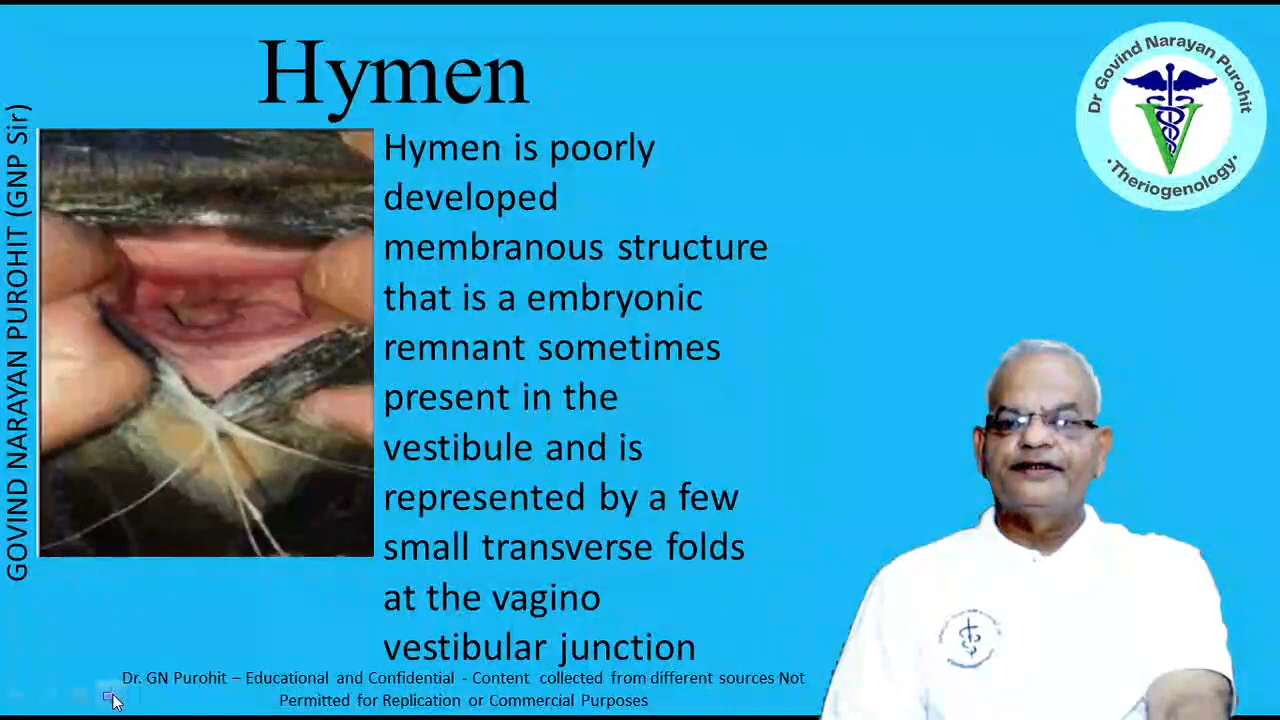 Hymen
GOVIND NARAYAN PUROHIT (GNP Sir)
Hymen is poorly
developed
membranous structure
that is a embryonic
remnant sometimes
present in the
vestibule and is
represented by a few
small transverse folds
at the vagino
vestibular junction
Dr. GN Purohit – Educational and Confidential - Content collected from different sources Not
Permitted for Replication or Commercial Purposes
Dr Govind Narayan Purohit
·Theriogenology·